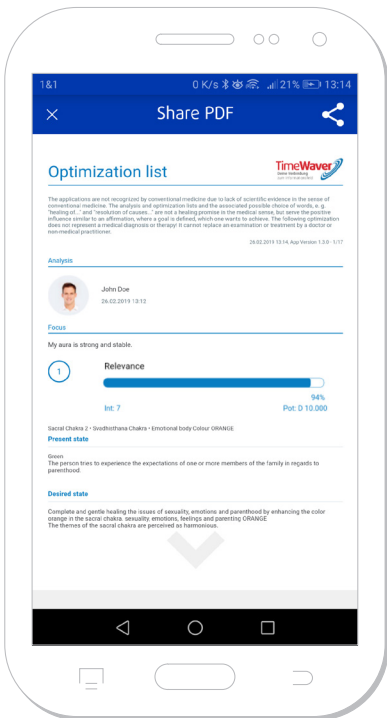 1&1 0 K/s 21% 13:14
Share PDF
Optimization list
TimeWaver
The applications are not recognized by conventional medicine due to lack of scientific evidence in the sense of
conventional medicine. The analysis and optimization lists and the associated possible choice of words, e. g.
"healing of..." and "resolution of causes..." are not a healing promise in the medical sense, but serve the positive
influence similar to an affirmation, where a goal is defined, which one wants to achieve. The following optimization
does not represent a medical diagnosis or therapy! It cannot replace an examination or treatment by a doctor or
non-medical practitioner.
26.02.2019 13:14, App Version 1.3.0 - 1/17
Analysis
John Doe
26.02.2019 13:12
Focus
My aura is strong and stable.
1 Relevance
94%
Int: 7 Pot: D 10.000
Sacral Chakra 2 • Svadhisthana Chakra • Emotional body Colour ORANGE
Present state
Green
The person tries to experience the expectations of one or more members of the family in regards to
parenthood.
Desired state
Complete and gentle healing the issues of sexuality, emotions and parenthood by enhancing the color
orange in the sacral chakra. sexuality, emotions, feelings and parenting ORANGE
The themes of the sacral chakra are perceived as harmonious.